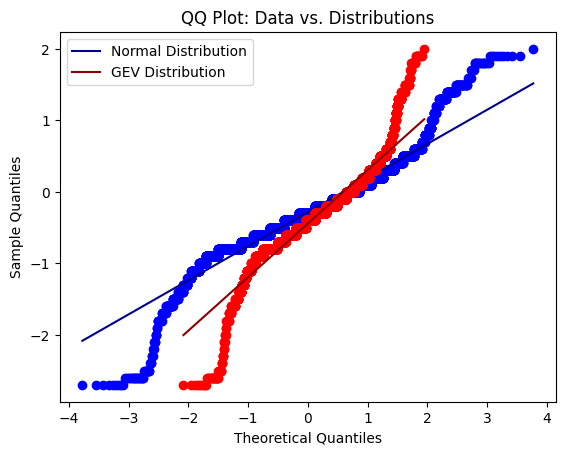 QQ Plot: Data vs. Distributions
Normal Distribution
GEV Distribution
Sample Quantiles
2
1
0
−1
−2
−4
−3
−2
−1
0
1
2
3
4
Theoretical Quantiles